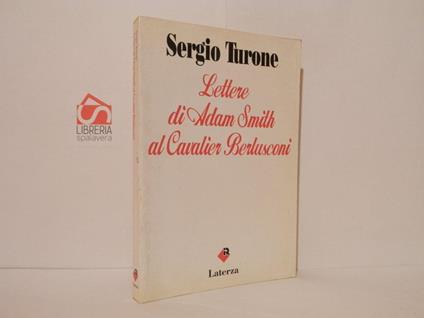 Sergio Turone
Lettere
di Adam Smith
al Cavalier Berlusconi
Laterza
LIBRERIA
spalavera